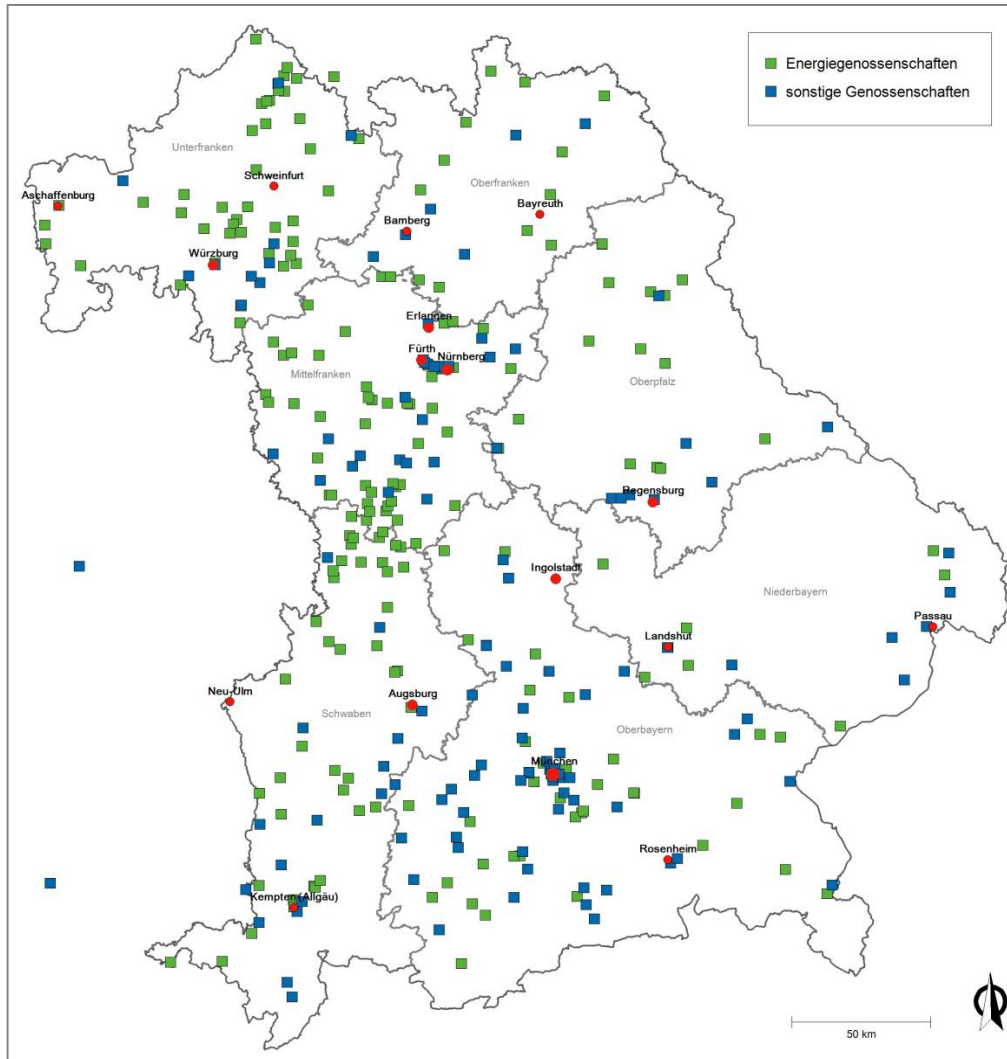 Energiegenossenschaften
sonstige Genossenschaften
Unterfranken
Schweinfurt
Aschaffenburg
Oberfranken
Bayreuth
Bamberg
Würzburg
Erlangen
Fürth
Nürnberg
Mittelfranken
Oberpfalz
Regensburg
Ingolstadt
Niederbayern
Passau
Landshut
Neu-Ulm
Augsburg
Schwaben
Oberbayern
München
Rosenheim
Kempten (Allgäu)
50 km